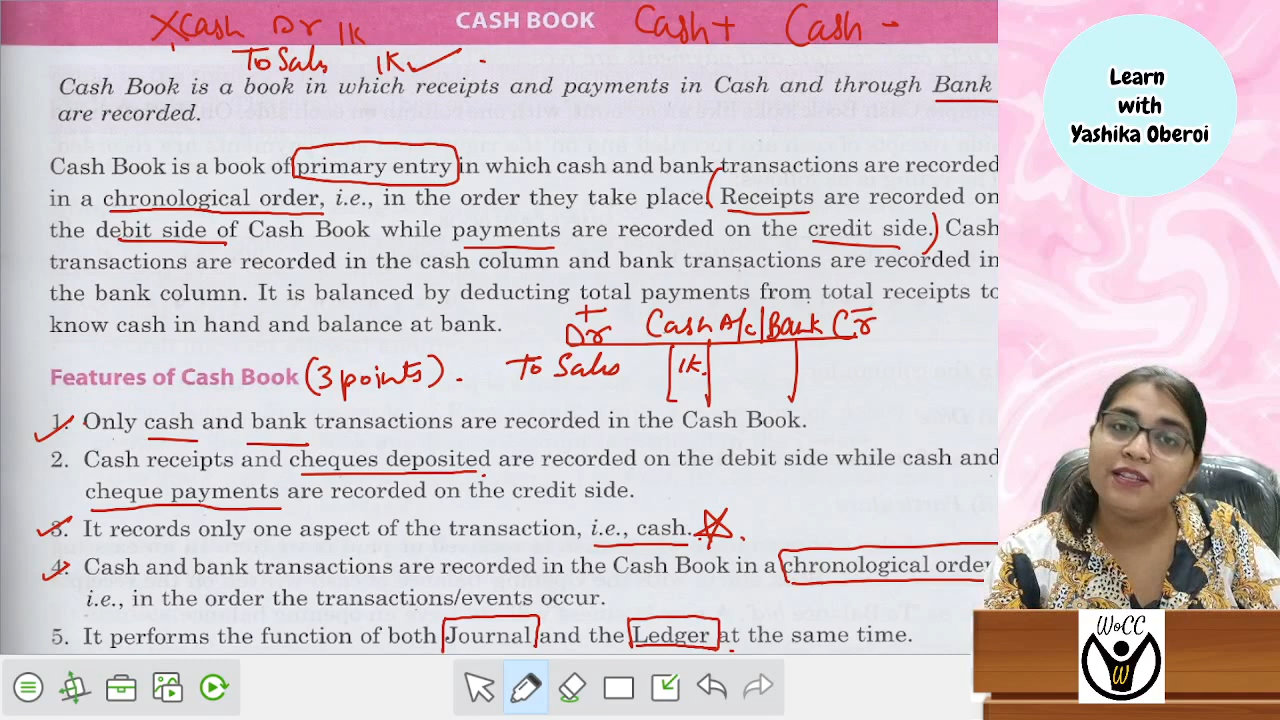 XCash Dr 1K
CASH BOOK
Cash+ Cash -
To Sales 1K ✓
Cash Book is a book in which receipts and payments in Cash and through Bank
are recorded.
Cash Book is a book of primary entry in which cash and bank transactions are recorded
in a chronological order, i.e., in the order they take place. (Receipts are recorded on
the debit side of Cash Book while payments are recorded on the credit side.) Cash
transactions are recorded in the cash column and bank transactions are recorded in
the bank column. It is balanced by deducting total payments from total receipts to
know cash in hand and balance at bank.
+ −
Dr Cash A/c | Bank Cr
To Sales 1K.
Features of Cash Book (3 points).
1. Only cash and bank transactions are recorded in the Cash Book.
2. Cash receipts and cheques deposited are recorded on the debit side while cash and
cheque payments are recorded on the credit side.
3. It records only one aspect of the transaction, i.e., cash.
4. Cash and bank transactions are recorded in the Cash Book in a chronological order
i.e., in the order the transactions/events occur.
5. It performs the function of both Journal and the Ledger at the same time.
Learn
with
Yashika Oberoi
WoCC
W